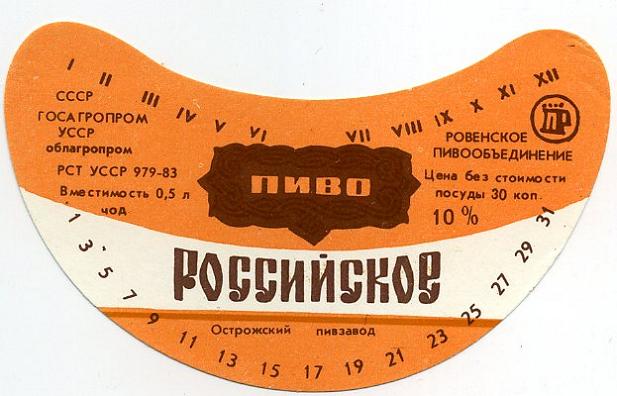 I II III IV V VI VII VIII IX X XI XII
СССР
ГОСАГРОПРОМ
УССР
облагропром
РСТ УССР 979-83
Вместимость 0,5 л
чод
ПИВО
ПР
РОВЕНСКОЕ
ПИВООБЪЕДИНЕНИЕ
Цена без стоимости
посуды 30 коп.
10 %
РОССИЙСКОЕ
Острожский пивзавод
1 3 5 7 9 11 13 15 17 19 21 23 25 27 29 31